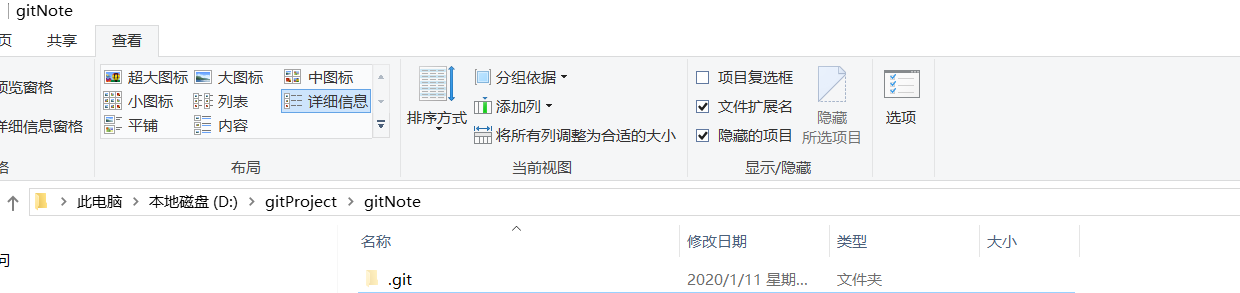 gitNote
页 共享 查看
预览窗格 超大图标 大图标 中图标 分组依据 项目复选框
小图标 列表 详细信息 添加列 文件扩展名
详细信息窗格 平铺 内容 排序方式 将所有列调整为合适的大小 隐藏的项目 隐藏 选项
所选项目
格 布局 当前视图 显示/隐藏
此电脑 本地磁盘 (D:) gitProject gitNote
名称 修改日期 类型 大小
问
.git 2020/1/11 星期... 文件夹